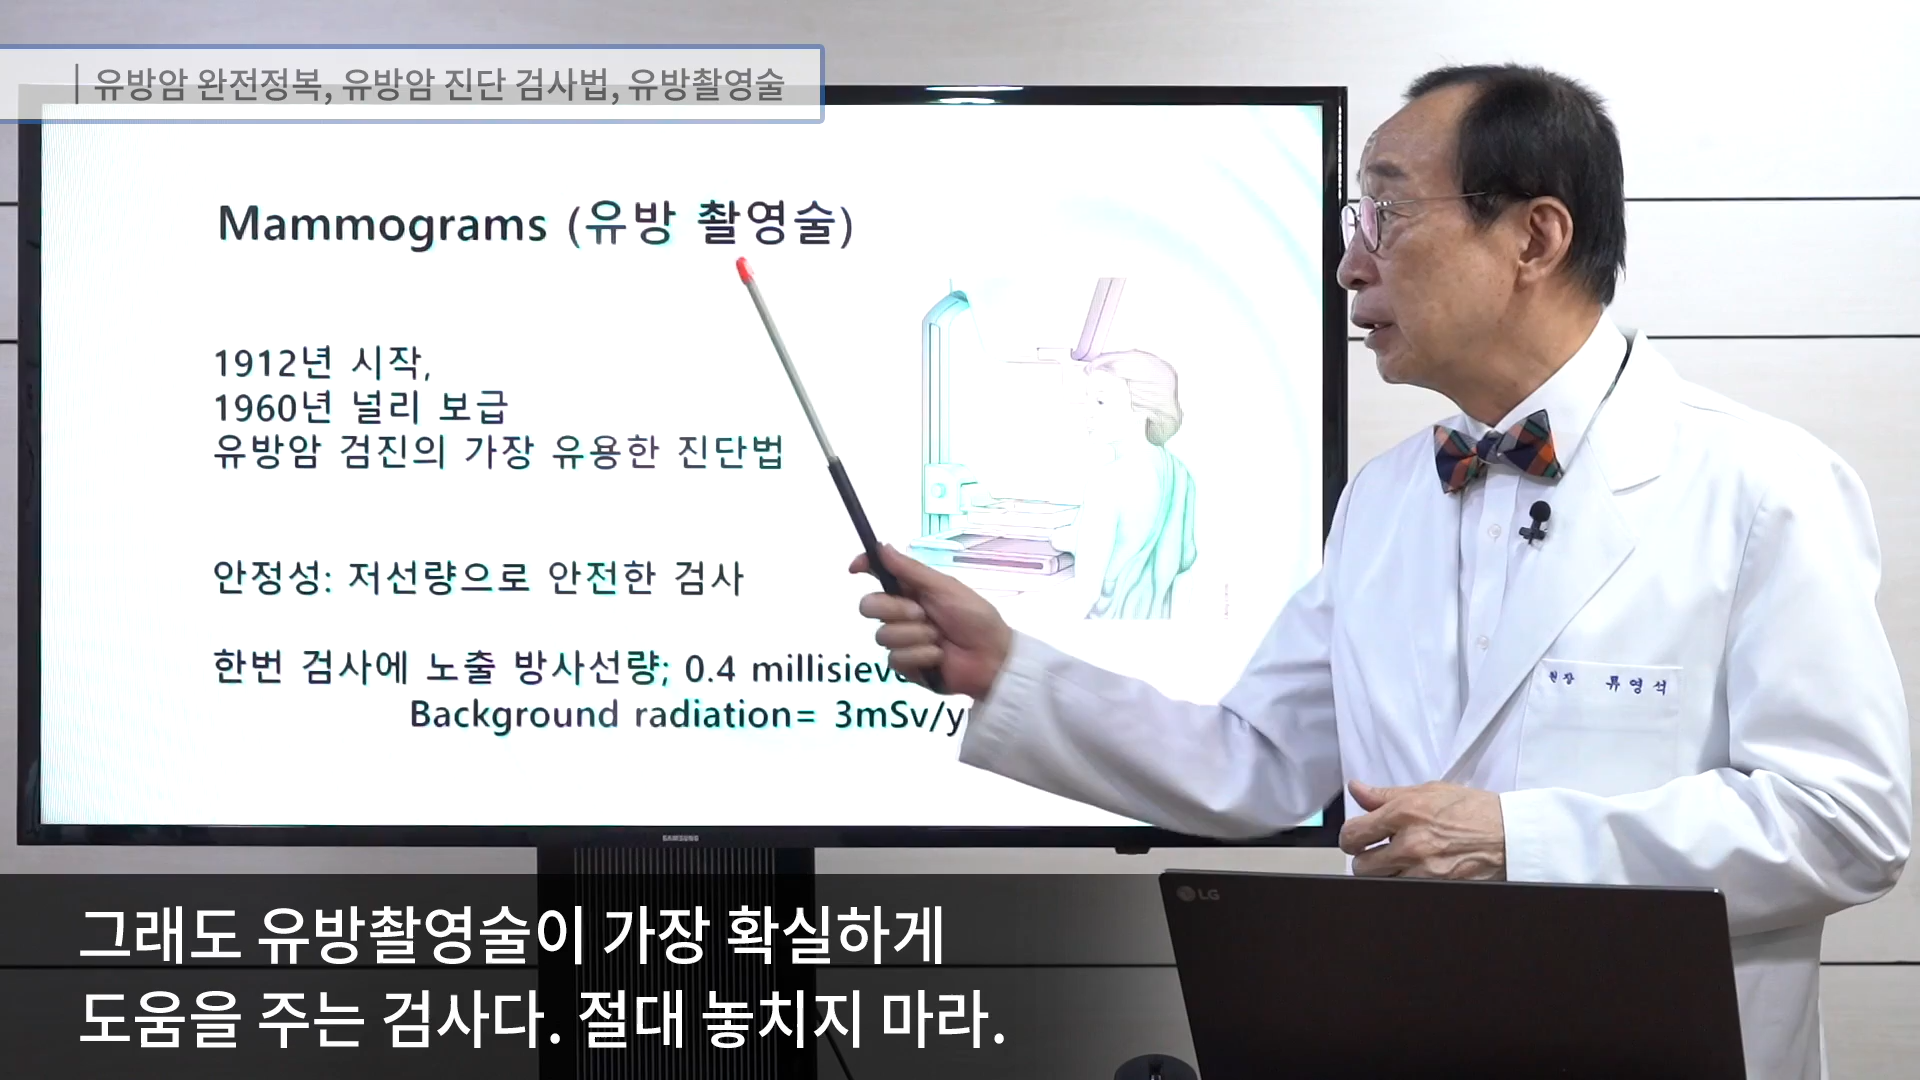 | 유방암 완전정복, 유방암 진단 검사법, 유방촬영술
Mammograms (유방 촬영술)
1912년 시작,
1960년 널리 보급
유방암 검진의 가장 유용한 진단법
안정성: 저선량으로 안전한 검사
한번 검사에 노출 방사선량; 0.4
Background radiation= 3mSv/y
SAMSUNG
원장 류영석
LG
그래도 유방촬영술이 가장 확실하게
도움을 주는 검사다. 절대 놓치지 마라.